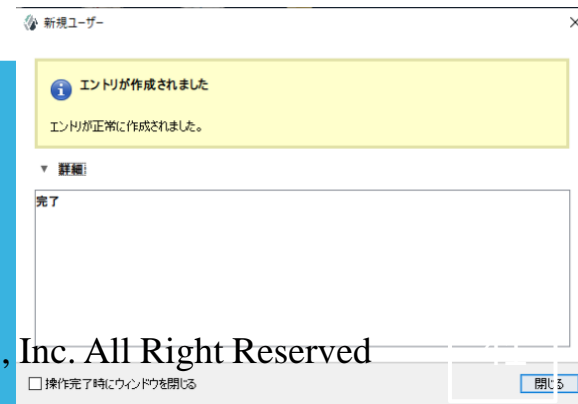 新規ユーザー
エントリが作成されました
エントリが正常に作成されました。
詳細:
完了
, Inc. All Right Reserved
操作完了時にウィンドウを閉じる
閉じる